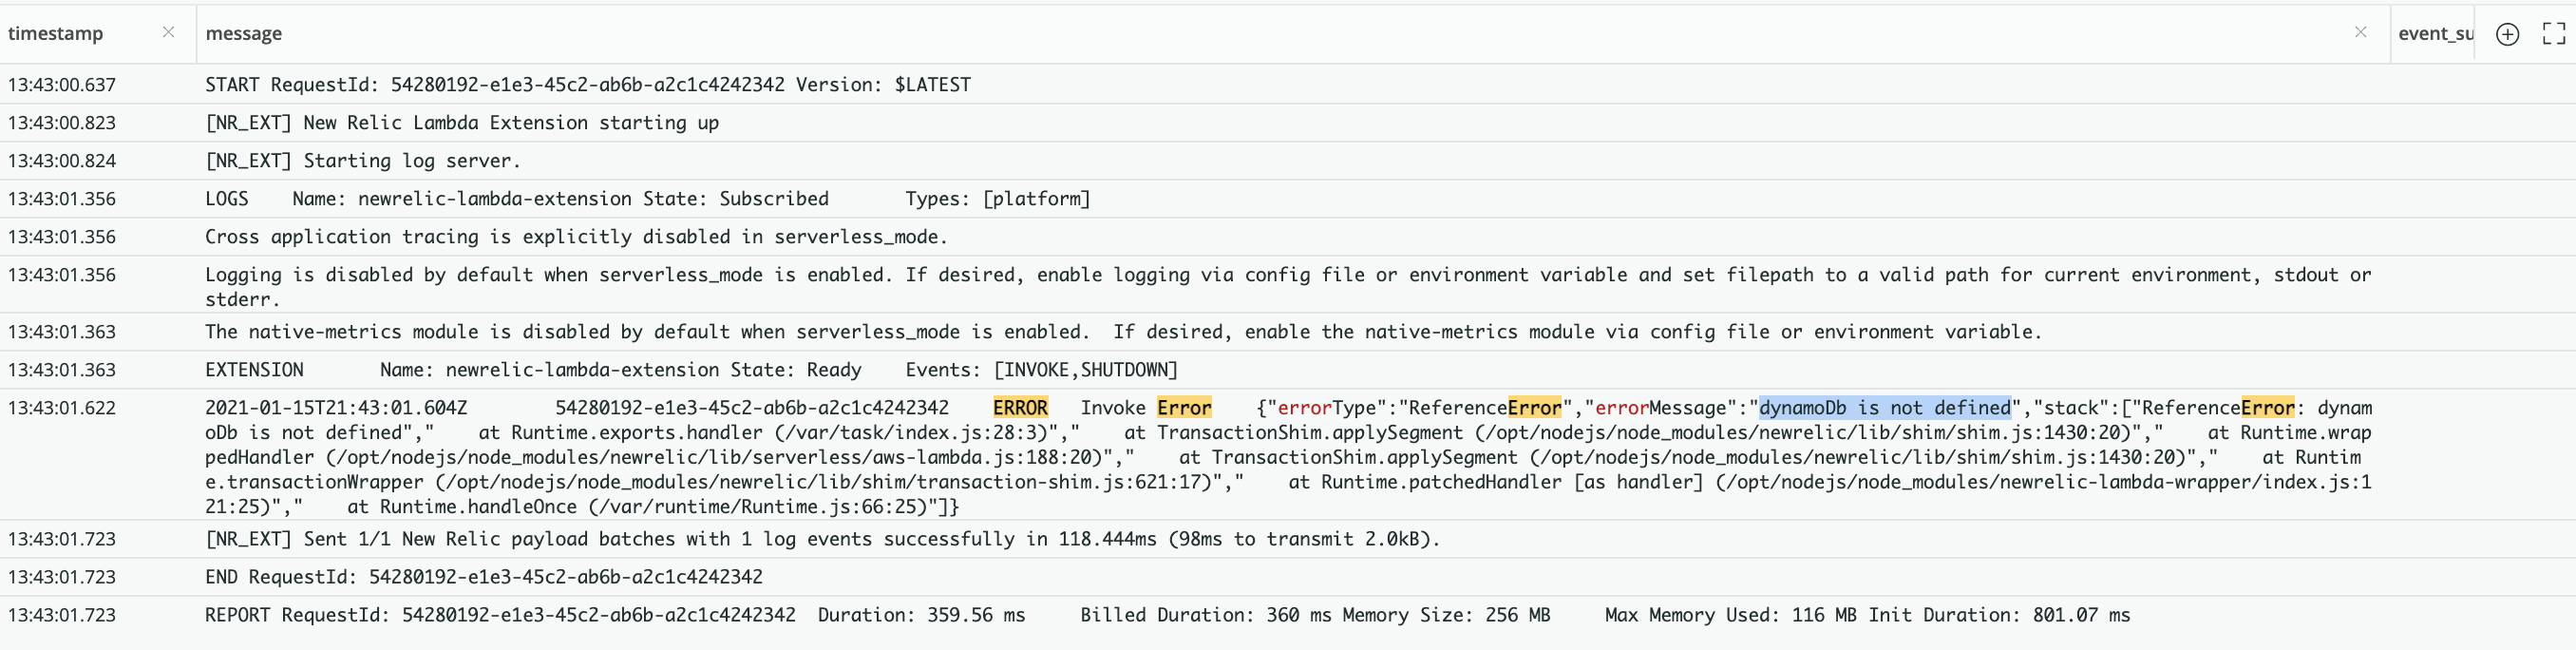 timestamp message event_su
13:43:00.637 START RequestId: 54280192-e1e3-45c2-ab6b-a2c1c4242342 Version: $LATEST
13:43:00.823 [NR_EXT] New Relic Lambda Extension starting up
13:43:00.824 [NR_EXT] Starting log server.
13:43:01.356 LOGS    Name: newrelic-lambda-extension State: Subscribed       Types: [platform]
13:43:01.356 Cross application tracing is explicitly disabled in serverless_mode.
13:43:01.356 Logging is disabled by default when serverless_mode is enabled. If desired, enable logging via config file or environment variable and set filepath to a valid path for current environment, stdout or
stderr.
13:43:01.363 The native-metrics module is disabled by default when serverless_mode is enabled.  If desired, enable the native-metrics module via config file or environment variable.
13:43:01.363 EXTENSION       Name: newrelic-lambda-extension State: Ready    Events: [INVOKE,SHUTDOWN]
13:43:01.622 2021-01-15T21:43:01.604Z        54280192-e1e3-45c2-ab6b-a2c1c4242342    ERROR   Invoke Error    {"errorType":"ReferenceError","errorMessage":"dynamoDb is not defined","stack":["ReferenceError: dynam
oDb is not defined","    at Runtime.exports.handler (/var/task/index.js:28:3)","    at TransactionShim.applySegment (/opt/nodejs/node_modules/newrelic/lib/shim/shim.js:1430:20)","    at Runtime.wrap
pedHandler (/opt/nodejs/node_modules/newrelic/lib/serverless/aws-lambda.js:188:20)","    at TransactionShim.applySegment (/opt/nodejs/node_modules/newrelic/lib/shim/shim.js:1430:20)","    at Runtim
e.transactionWrapper (/opt/nodejs/node_modules/newrelic/lib/shim/transaction-shim.js:621:17)","    at Runtime.patchedHandler [as handler] (/opt/nodejs/node_modules/newrelic-lambda-wrapper/index.js:1
21:25)","    at Runtime.handleOnce (/var/runtime/Runtime.js:66:25)"]}
13:43:01.723 [NR_EXT] Sent 1/1 New Relic payload batches with 1 log events successfully in 118.444ms (98ms to transmit 2.0kB).
13:43:01.723 END RequestId: 54280192-e1e3-45c2-ab6b-a2c1c4242342
13:43:01.723 REPORT RequestId: 54280192-e1e3-45c2-ab6b-a2c1c4242342  Duration: 359.56 ms     Billed Duration: 360 ms Memory Size: 256 MB     Max Memory Used: 116 MB Init Duration: 801.07 ms